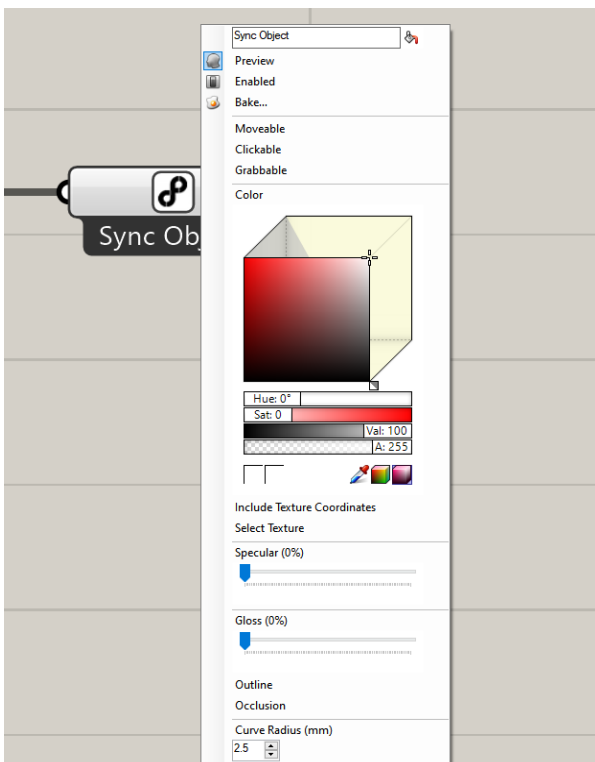 Sync Object
Preview
Enabled
Bake...
Moveable
Clickable
Grabbable
Sync Ob
Color
Hue: 0°
Sat: 0
Val: 100
A: 255
Include Texture Coordinates
Select Texture
Specular (0%)
Gloss (0%)
Outline
Occlusion
Curve Radius (mm)
2.5